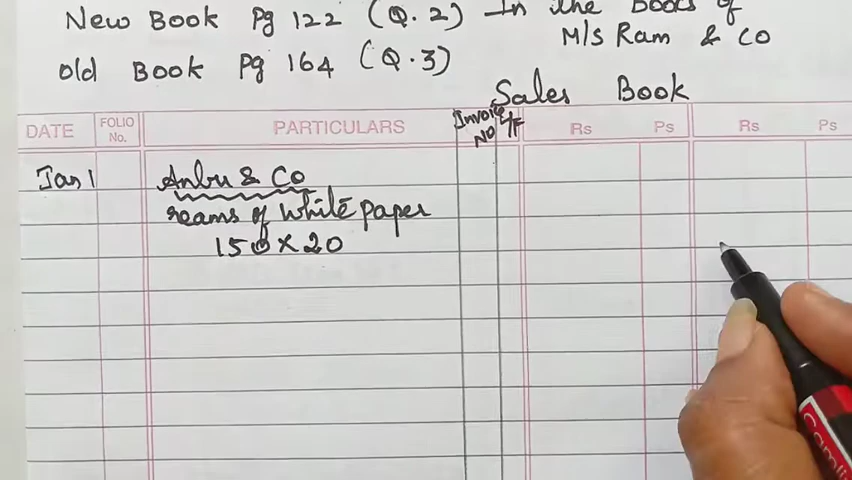 New Book Pg 122 (Q.2) In the Books of
M/s Ram & Co
Old Book Pg 164 (Q.3)
Sales Book
DATE FOLIO No. PARTICULARS Invoice No L/F Rs Ps Rs Ps
Jan 1 Anbu & Co
reams of white paper
150 X 20
Camli